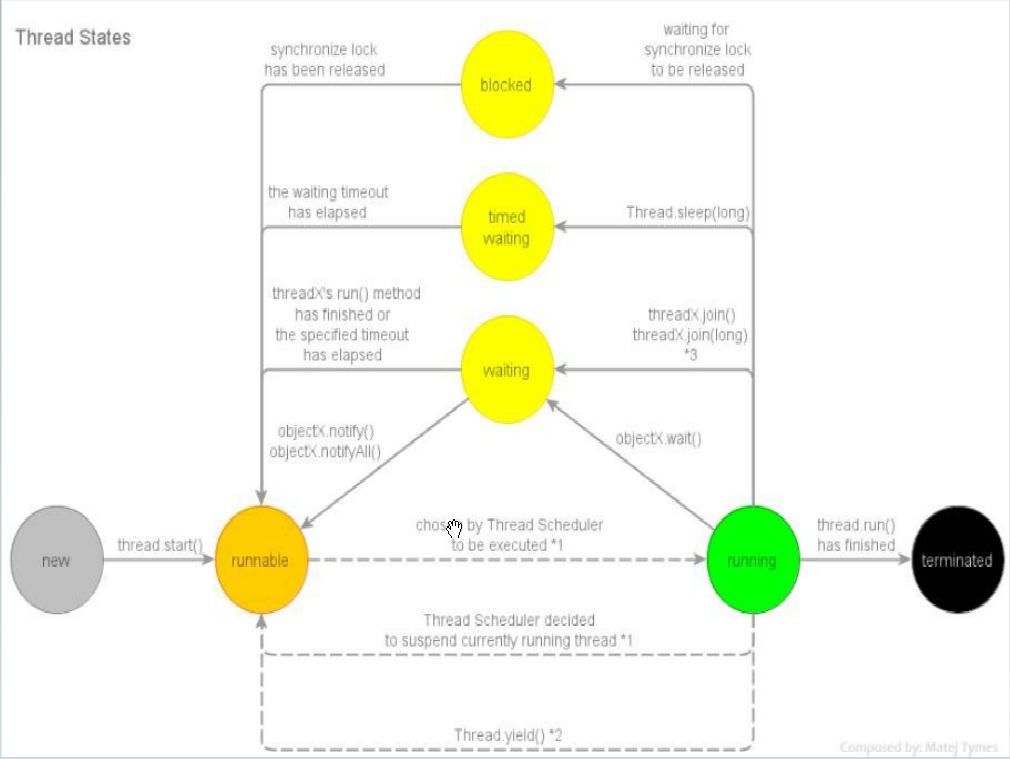 Thread States
synchronize lock
has been released
blocked
waiting for
synchronize lock
to be released
the waiting timeout
has elapsed
timed
waiting
Thread.sleep(long)
threadX's run() method
has finished or
the specified timeout
has elapsed
waiting
threadX.join()
threadX.join(long)
*3
objectX.notify()
objectX.notifyAll()
objectX.wait()
new
thread.start()
runnable
by Thread Scheduler
to be executed *1
running
thread.run()
has finished
terminated
Thread Scheduler decided
to suspend currently running thread *1
Thread.yield() *2
Composed by: Matej Tymes